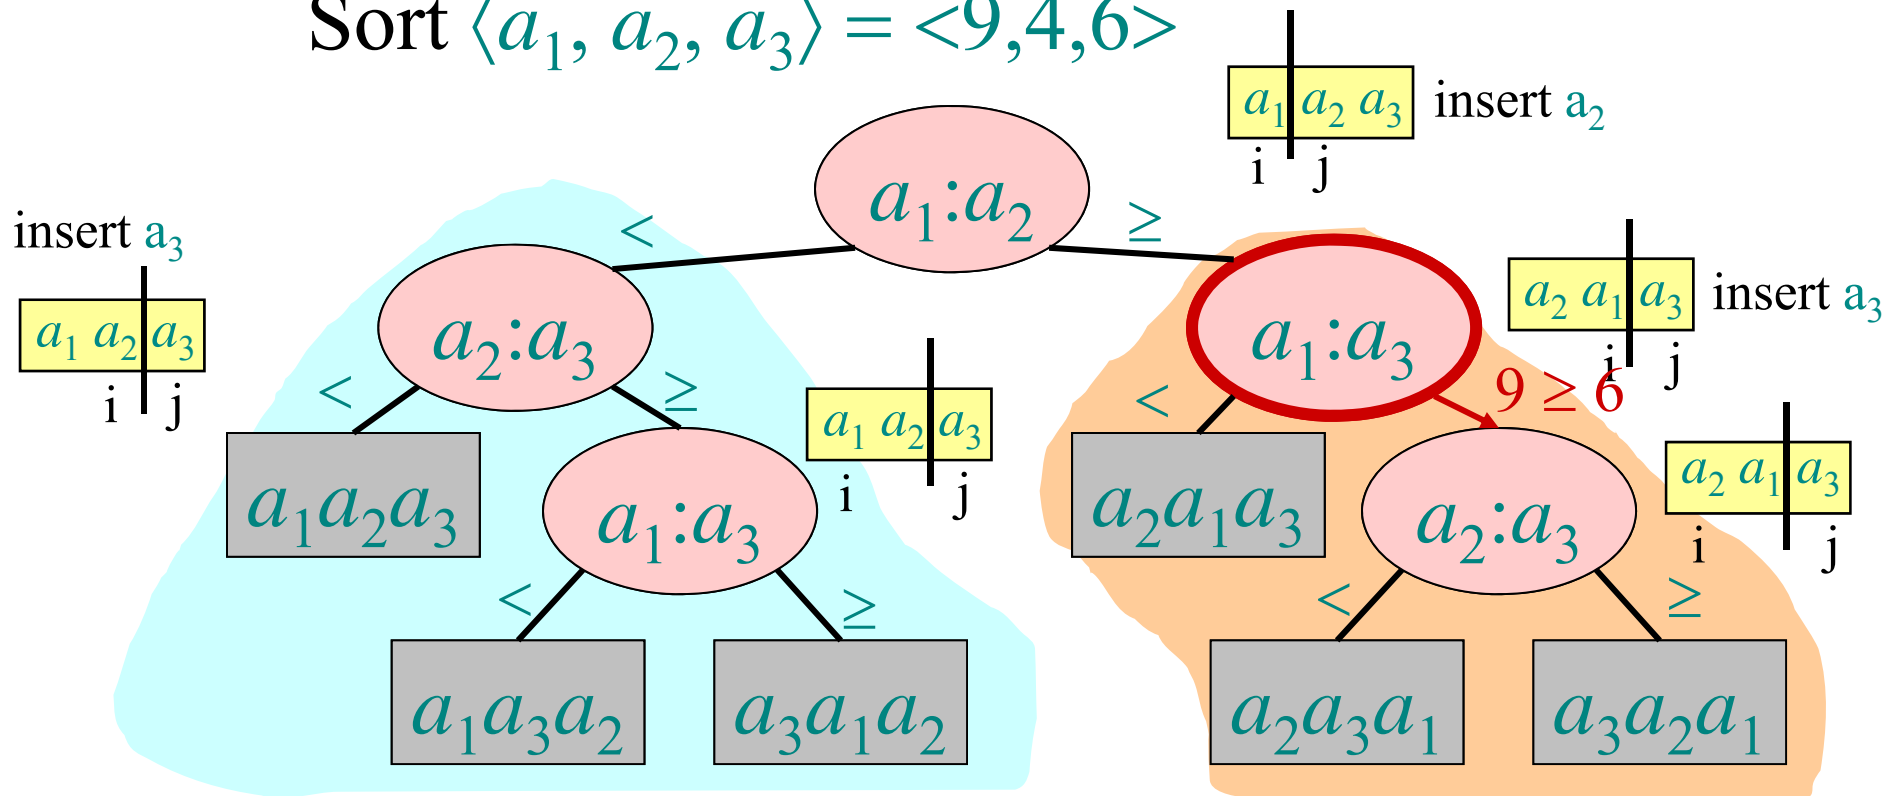 Sort ⟨a₁, a₂, a₃⟩ = <9,4,6>
a₁ a₂ a₃ insert a₂
i j
a₁:a₂
< ≥
insert a₃
a₁ a₂ a₃
i j
a₂:a₃
a₁:a₃
a₂ a₁ a₃ insert a₃
i j
< ≥
< 9 ≥ 6
a₁ a₂ a₃
i j
a₂ a₁ a₃
i j
a₁a₂a₃
a₁:a₃
a₂a₁a₃
a₂:a₃
< ≥
< ≥
a₁a₃a₂
a₃a₁a₂
a₂a₃a₁
a₃a₂a₁